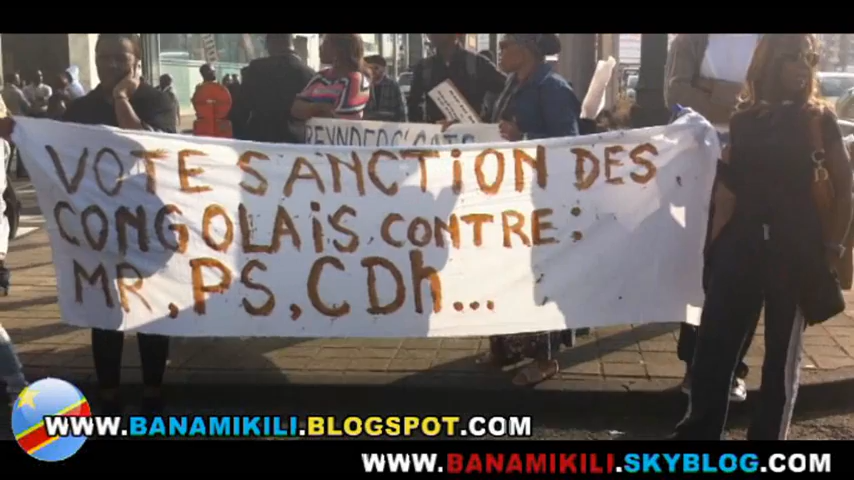 VOTE SANCTION DES
CONGOLAIS CONTRE:
MR, PS, CDh...
WWW.BANAMIKILI.BLOGSPOT.COM
WWW.BANAMIKILI.SKYBLOG.COM